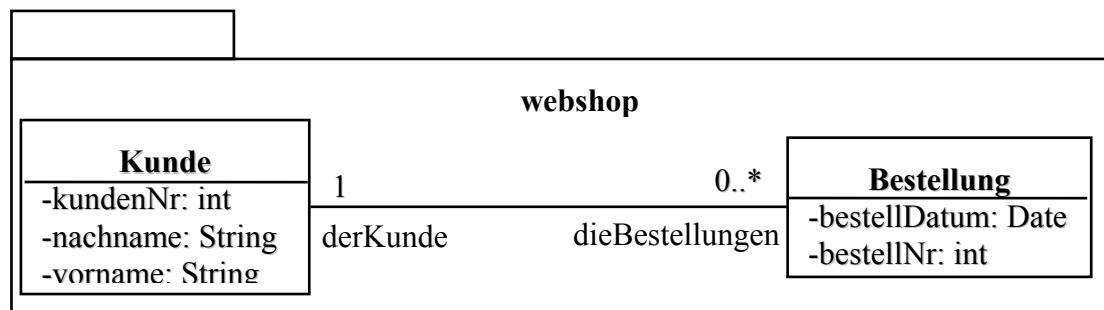 webshop
Kunde
-kundenNr: int
-nachname: String
-vorname: String
1
derKunde
0..*
dieBestellungen
Bestellung
-bestellDatum: Date
-bestellNr: int